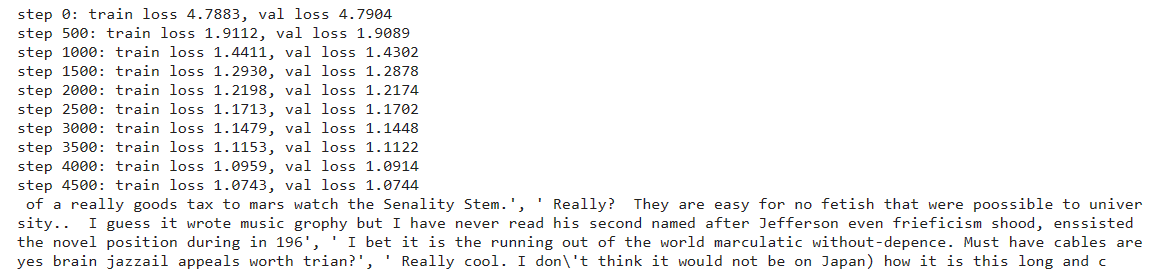 step 0: train loss 4.7883, val loss 4.7904
step 500: train loss 1.9112, val loss 1.9089
step 1000: train loss 1.4411, val loss 1.4302
step 1500: train loss 1.2930, val loss 1.2878
step 2000: train loss 1.2198, val loss 1.2174
step 2500: train loss 1.1713, val loss 1.1702
step 3000: train loss 1.1479, val loss 1.1448
step 3500: train loss 1.1153, val loss 1.1122
step 4000: train loss 1.0959, val loss 1.0914
step 4500: train loss 1.0743, val loss 1.0744
 of a really goods tax to mars watch the Senality Stem.', ' Really?  They are easy for no fetish that were poossible to univer
sity..  I guess it wrote music grophy but I have never read his second named after Jefferson even frieficism shood, enssisted
the novel position during in 196', ' I bet it is the running out of the world marculatic without-depence. Must have cables are
yes brain jazzail appeals worth trian?', ' Really cool. I don\'t think it would not be on Japan) how it is this long and c